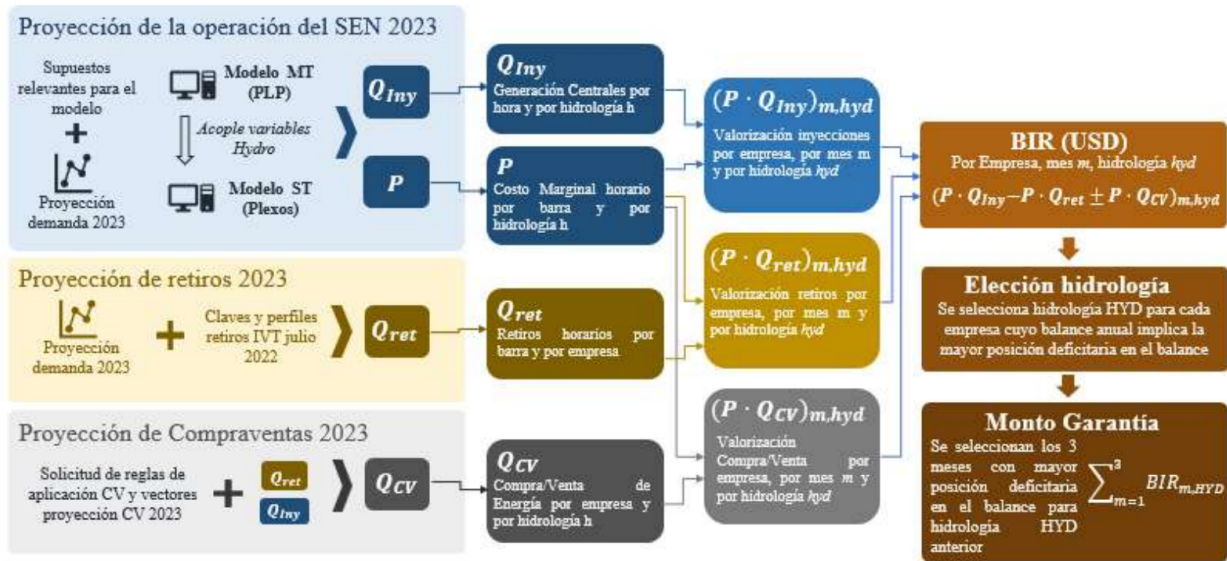 Proyección de la operación del SEN 2023
Supuestos
relevantes para el
modelo
Proyección
demanda 2023
Modelo MT
(PLP)
Acople variables
Hydro
Modelo ST
(Plexos)
Q_Iny
P
Proyección de retiros 2023
Proyección
demanda 2023
Claves y perfiles
retiros IVT julio
2022
Q_ret
Proyección de Compraventas 2023
Solicitud de reglas de
aplicación CV y vectores
proyección CV 2023
Q_ret
Q_Iny
Q_CV
Q_Iny
Generación Centrales por
hora y por hidrología h
P
Costo Marginal horario
por barra y por
hidrología h
Q_ret
Retiros horarios por
barra y por empresa
Q_CV
Compra/Venta de
Energía por empresa y
por hidrología h
(P · Q_Iny)m,hyd
Valorización inyecciones
por empresa, por mes m
y por hidrología hyd
(P · Q_ret)m,hyd
Valorización retiros por
empresa, por mes m y
por hidrología hyd
(P · Q_CV)m,hyd
Valorización
Compra/Venta por
empresa, por mes m y
por hidrología hyd
BIR (USD)
Por Empresa, mes m, hidrología hyd
(P · Q_Iny−P · Q_ret ± P · Q_CV)m,hyd
Elección hidrología
Se selecciona hidrología HYD para cada
empresa cuyo balance anual implica la
mayor posición deficitaria en el balance
Monto Garantía
Se seleccionan los 3
meses con mayor
posición deficitaria
en el balance para
hidrología HYD
anterior
∑_{m=1}^{3} BIR_m,HYD